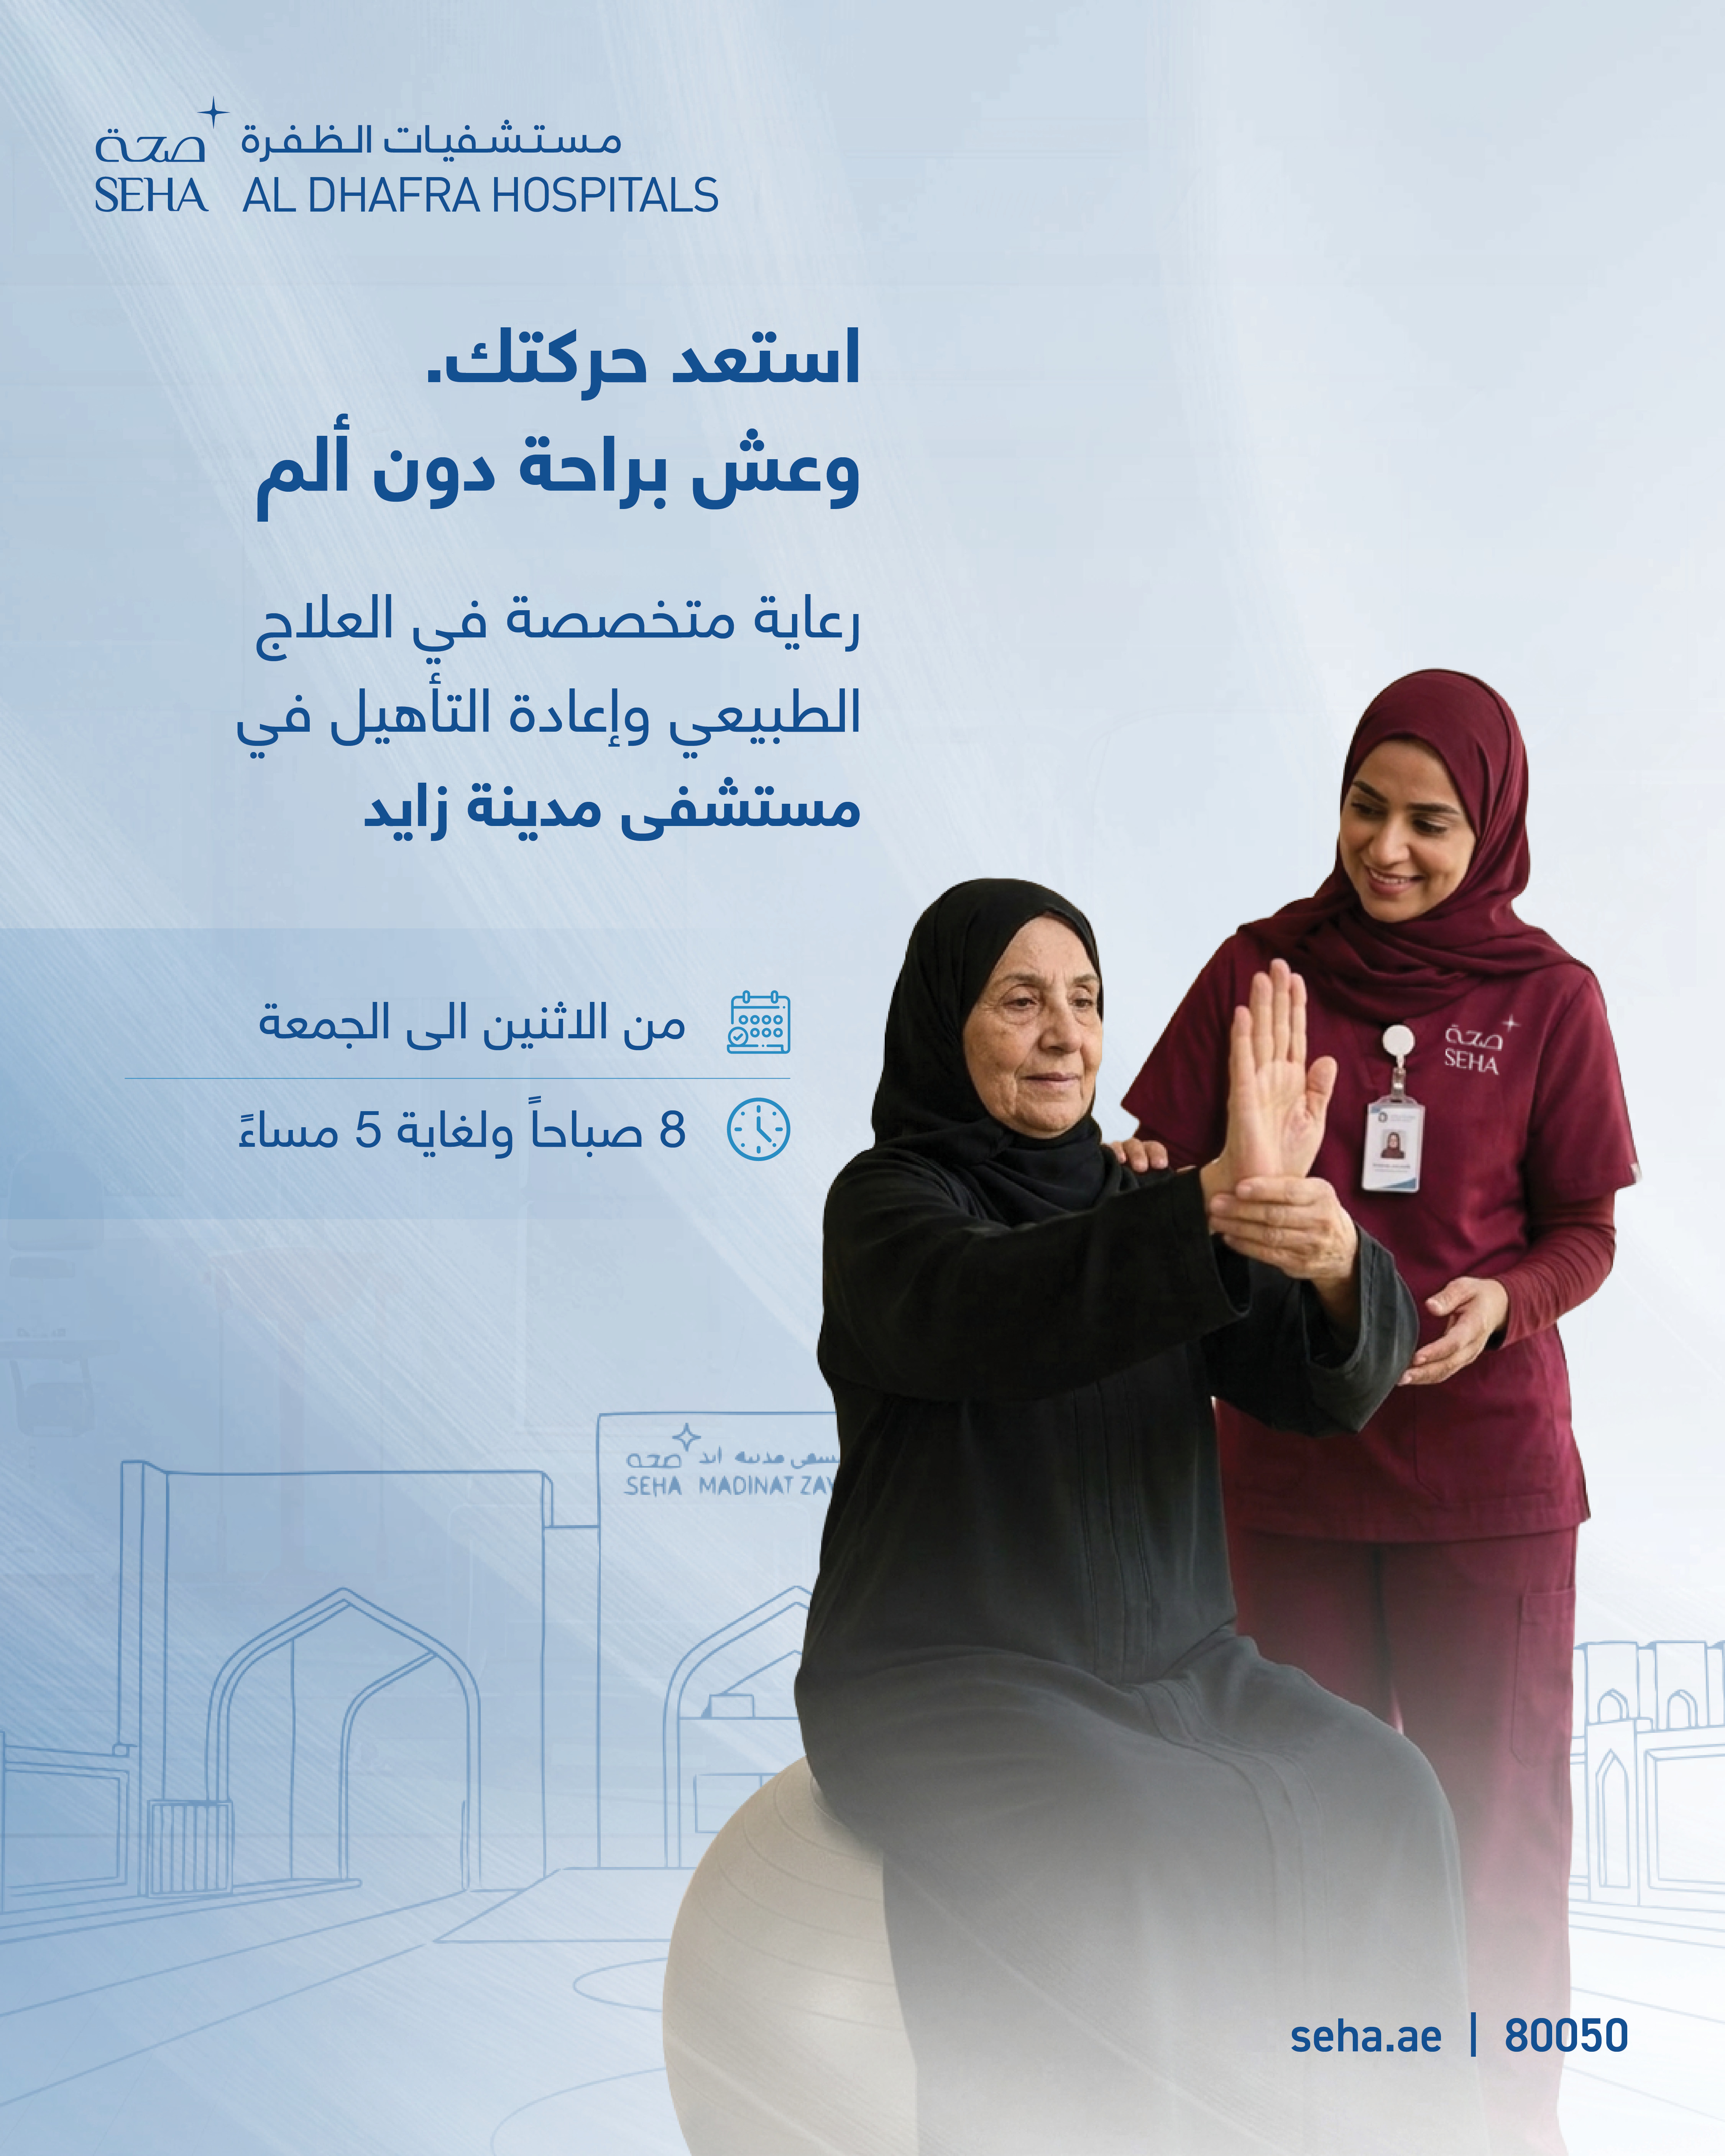 صحة
SEHA
مستشفيات الظفرة
AL DHAFRA HOSPITALS
استعد حركتك.
وعش براحة دون ألم
رعاية متخصصة في العلاج
الطبيعي وإعادة التأهيل في
مستشفى مدينة زايد
من الاثنين الى الجمعة
8 صباحاً ولغاية 5 مساءً
صحة
SEHA
SEHA MADINAT
seha.ae | 80050